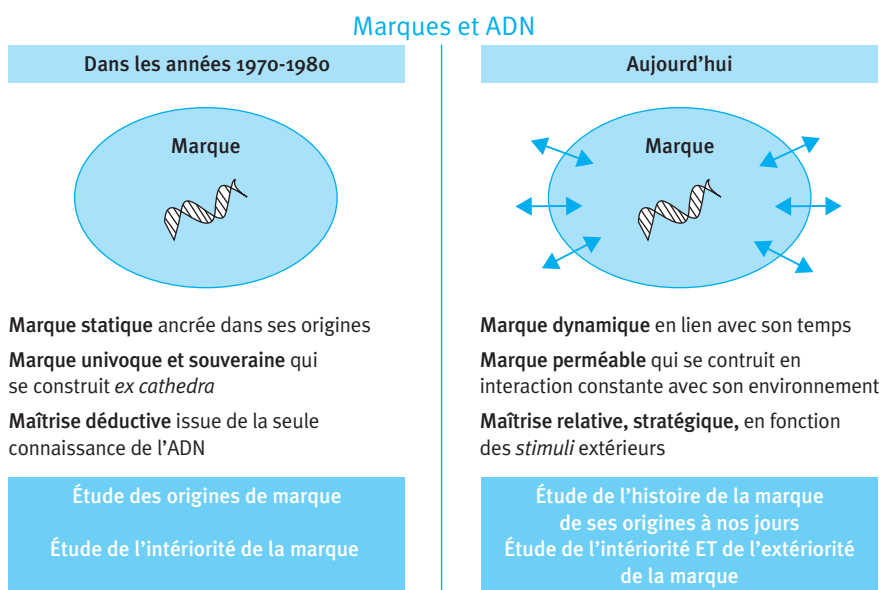 Marques et ADN
Dans les années 1970-1980
Marque
Marque statique ancrée dans ses origines
Marque univoque et souveraine qui
se construit ex cathedra
Maîtrise déductive issue de la seule
connaissance de l’ADN
Étude des origines de marque
Étude de l’intériorité de la marque
Aujourd’hui
Marque
Marque dynamique en lien avec son temps
Marque perméable qui se contruit en
interaction constante avec son environnement
Maîtrise relative, stratégique, en fonction
des stimuli extérieurs
Étude de l’histoire de la marque
de ses origines à nos jours
Étude de l’intériorité ET de l’extériorité
de la marque